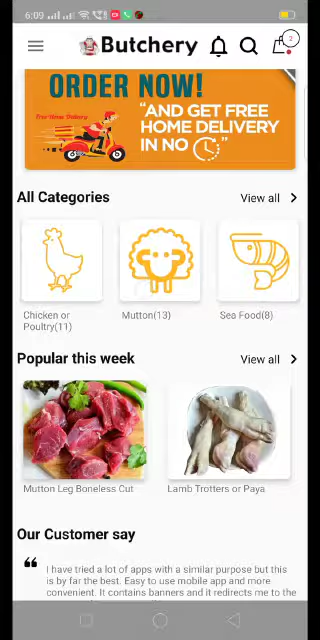 6:09
Butchery
2
ORDER NOW!
Free Home Delivery
"AND GET FREE
HOME DELIVERY
IN NO "
All Categories
View all
Chicken or
Poultry(11)
Mutton(13)
Sea Food(8)
Popular this week
View all
Mutton Leg Boneless Cut
Lamb Trotters or Paya
Our Customer say
I have tried a lot of apps with a similar purpose but this
is by far the best. Easy to use mobile app and more
convenient. It contains banners and it redirects me to the